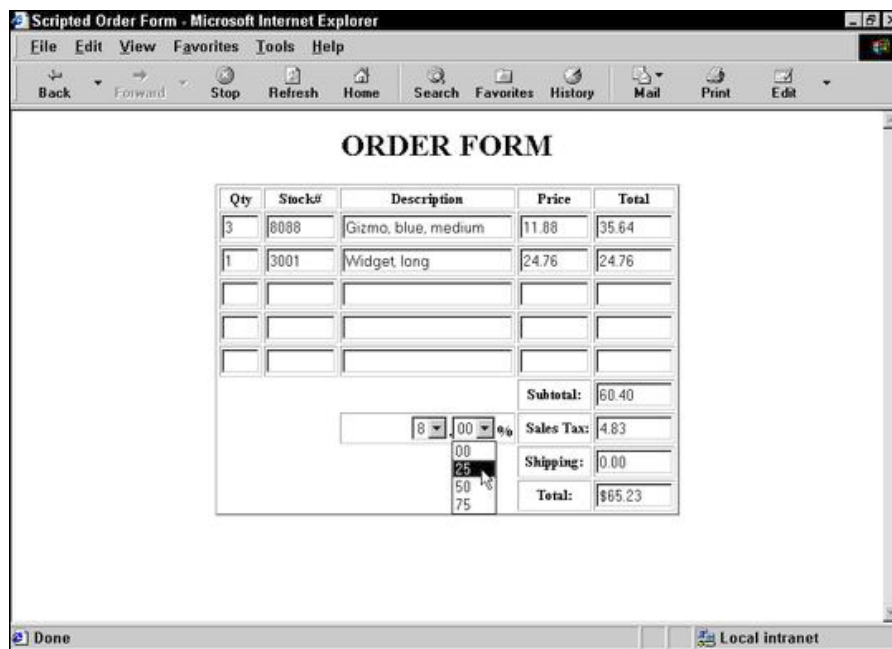 Scripted Order Form - Microsoft Internet Explorer
File Edit View Favorites Tools Help
Back Forward Stop Refresh Home Search Favorites History Mail Print Edit
ORDER FORM
Qty Stock# Description Price Total
3 8088 Gizmo, blue, medium 11.88 35.64
1 3001 Widget, long 24.76 24.76
Subtotal: 60.40
8 . 00 % Sales Tax: 4.83
00
25 Shipping: 0.00
50 Total: $65.23
75
Done Local intranet